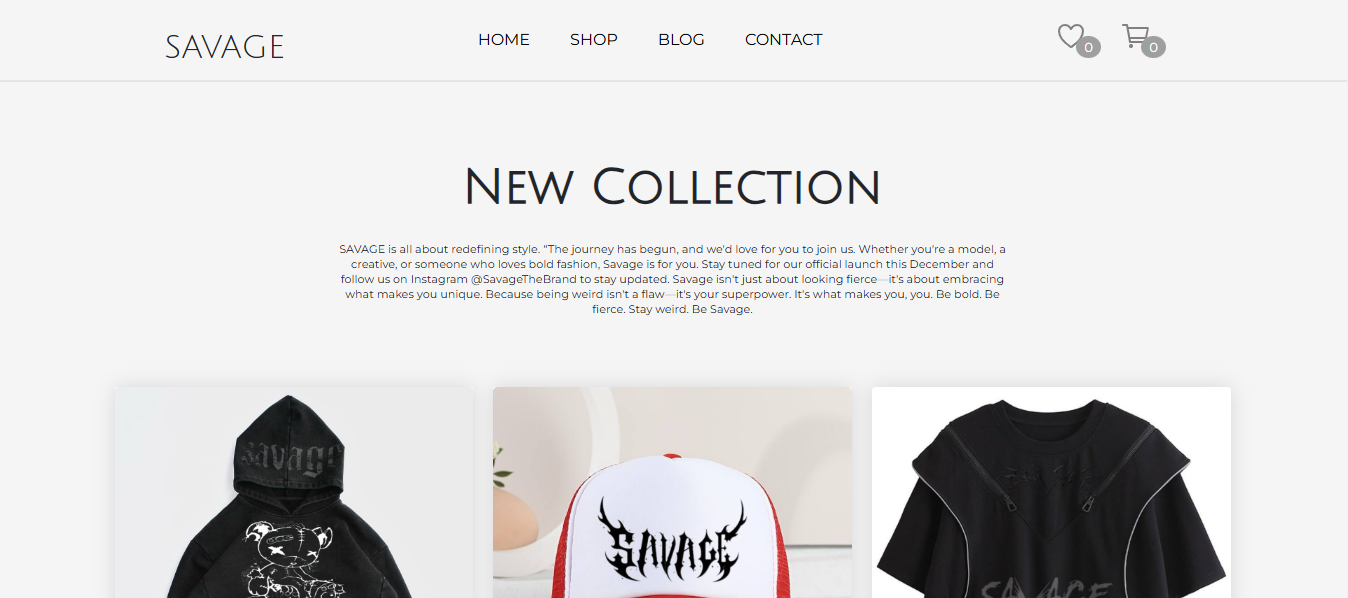 SAVAGE
HOME SHOP BLOG CONTACT
0 0
New Collection
SAVAGE is all about redefining style. "The journey has begun, and we'd love for you to join us. Whether you're a model, a
creative, or someone who loves bold fashion, Savage is for you. Stay tuned for our official launch this December and
follow us on Instagram @SavageTheBrand to stay updated. Savage isn't just about looking fierce—it's about embracing
what makes you unique. Because being weird isn't a flaw—it's your superpower. It's what makes you, you. Be bold. Be
fierce. Stay weird. Be Savage.
savage
SAVAGE
SAVAGE